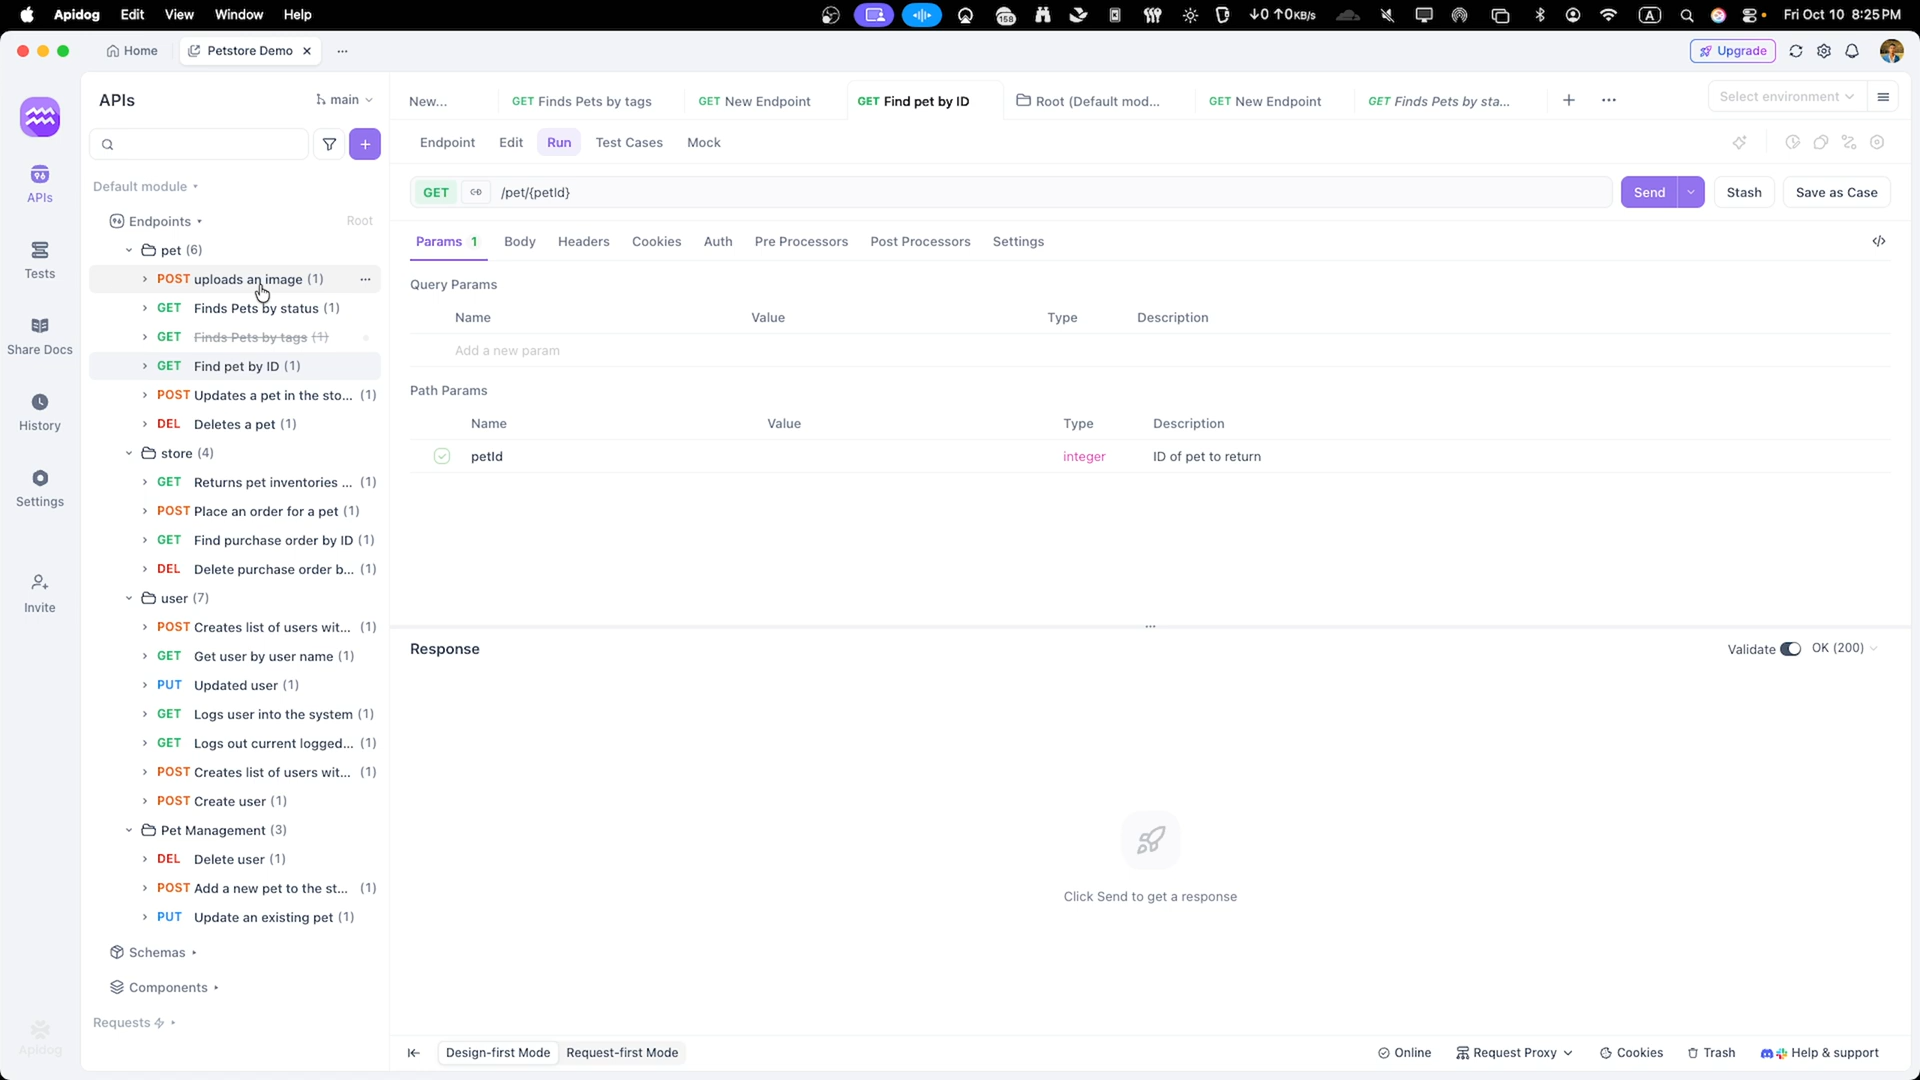 Apidog Edit View Window Help
158
↓0 ↑0KB/s
A
Fri Oct 10 8:25 PM
Home
Petstore Demo
Upgrade
APIs
main
New...
GET Finds Pets by tags
GET New Endpoint
GET Find pet by ID
Root (Default mod...
GET New Endpoint
GET Finds Pets by sta...
Select environment
APIs
Tests
Share Docs
History
Settings
Invite
Apidog
Default module
Endpoints
Root
pet (6)
POST uploads an image (1)
GET Finds Pets by status (1)
GET Finds Pets by tags (1)
GET Find pet by ID (1)
POST Updates a pet in the sto... (1)
DEL Deletes a pet (1)
store (4)
GET Returns pet inventories ... (1)
POST Place an order for a pet (1)
GET Find purchase order by ID (1)
DEL Delete purchase order b... (1)
user (7)
POST Creates list of users wit... (1)
GET Get user by user name (1)
PUT Updated user (1)
GET Logs user into the system (1)
GET Logs out current logged... (1)
POST Creates list of users wit... (1)
POST Create user (1)
Pet Management (3)
DEL Delete user (1)
POST Add a new pet to the st... (1)
PUT Update an existing pet (1)
Schemas
Components
Requests
Endpoint Edit Run Test Cases Mock
GET /pet/{petId}
Send
Stash
Save as Case
Params 1 Body Headers Cookies Auth Pre Processors Post Processors Settings
Query Params
Name Value Type Description
Add a new param
Path Params
Name Value Type Description
petId integer ID of pet to return
Response
Validate
OK (200)
Click Send to get a response
Design-first Mode
Request-first Mode
Online
Request Proxy
Cookies
Trash
Help & support